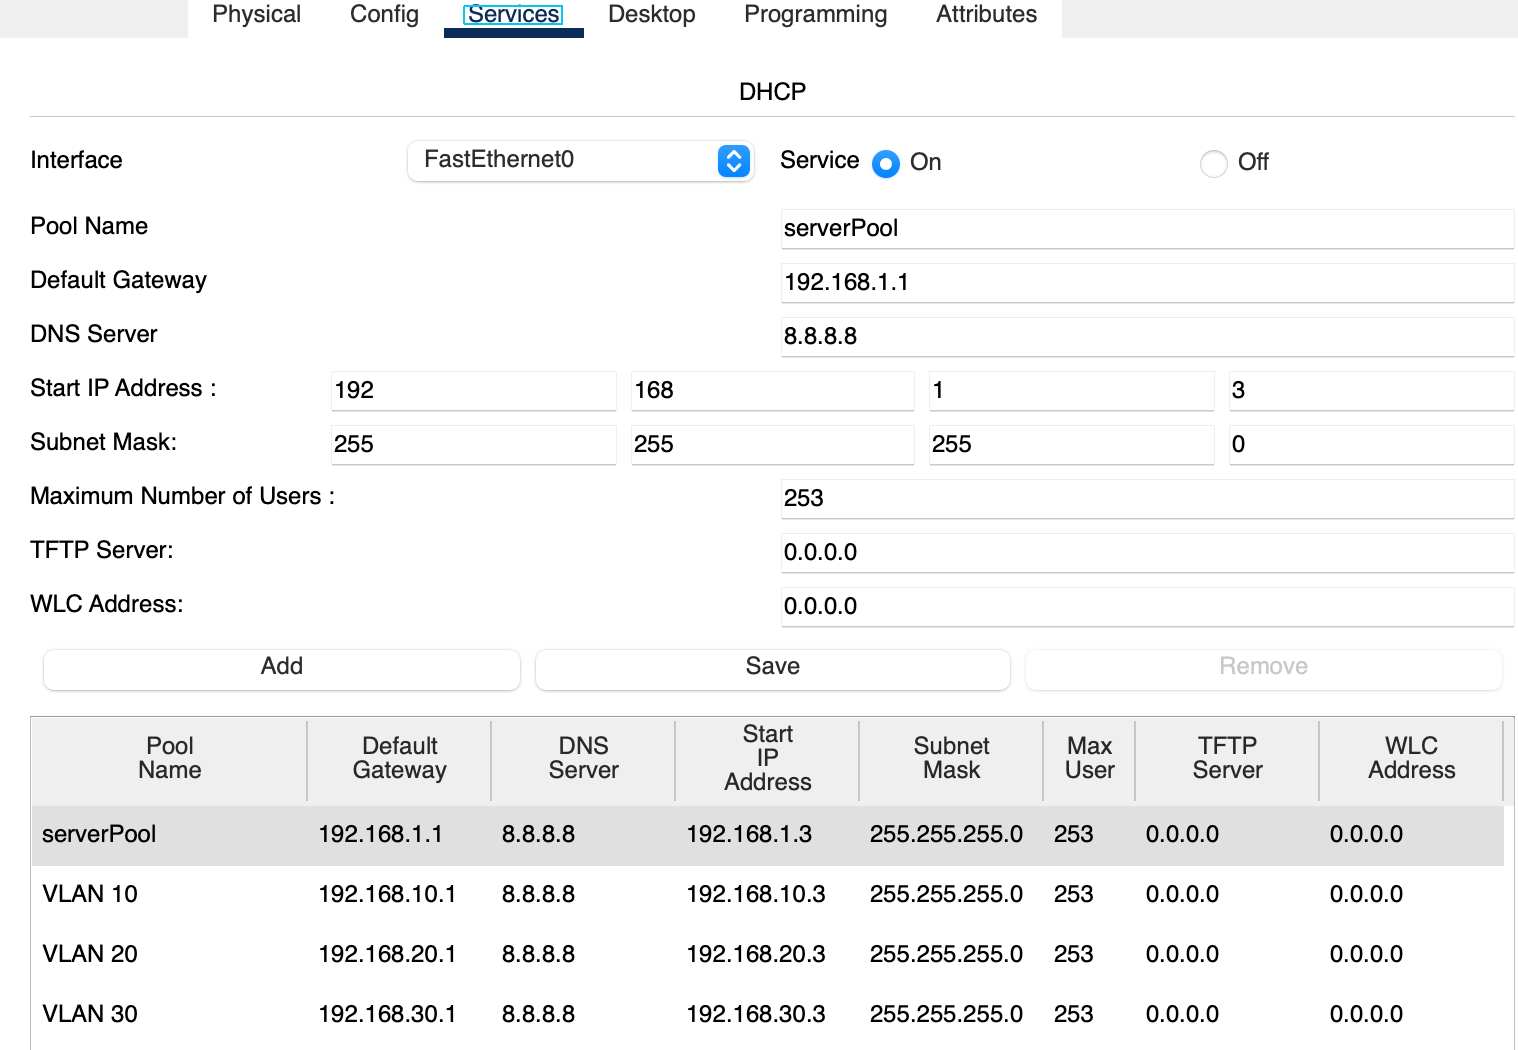 Physical Config Services Desktop Programming Attributes
DHCP
Interface FastEthernet0 Service On Off
Pool Name serverPool
Default Gateway 192.168.1.1
DNS Server 8.8.8.8
Start IP Address : 192 168 1 3
Subnet Mask: 255 255 255 0
Maximum Number of Users : 253
TFTP Server: 0.0.0.0
WLC Address: 0.0.0.0
Add Save Remove
Pool Name Default Gateway DNS Server Start IP Address Subnet Mask Max User TFTP Server WLC Address
serverPool 192.168.1.1 8.8.8.8 192.168.1.3 255.255.255.0 253 0.0.0.0 0.0.0.0
VLAN 10 192.168.10.1 8.8.8.8 192.168.10.3 255.255.255.0 253 0.0.0.0 0.0.0.0
VLAN 20 192.168.20.1 8.8.8.8 192.168.20.3 255.255.255.0 253 0.0.0.0 0.0.0.0
VLAN 30 192.168.30.1 8.8.8.8 192.168.30.3 255.255.255.0 253 0.0.0.0 0.0.0.0